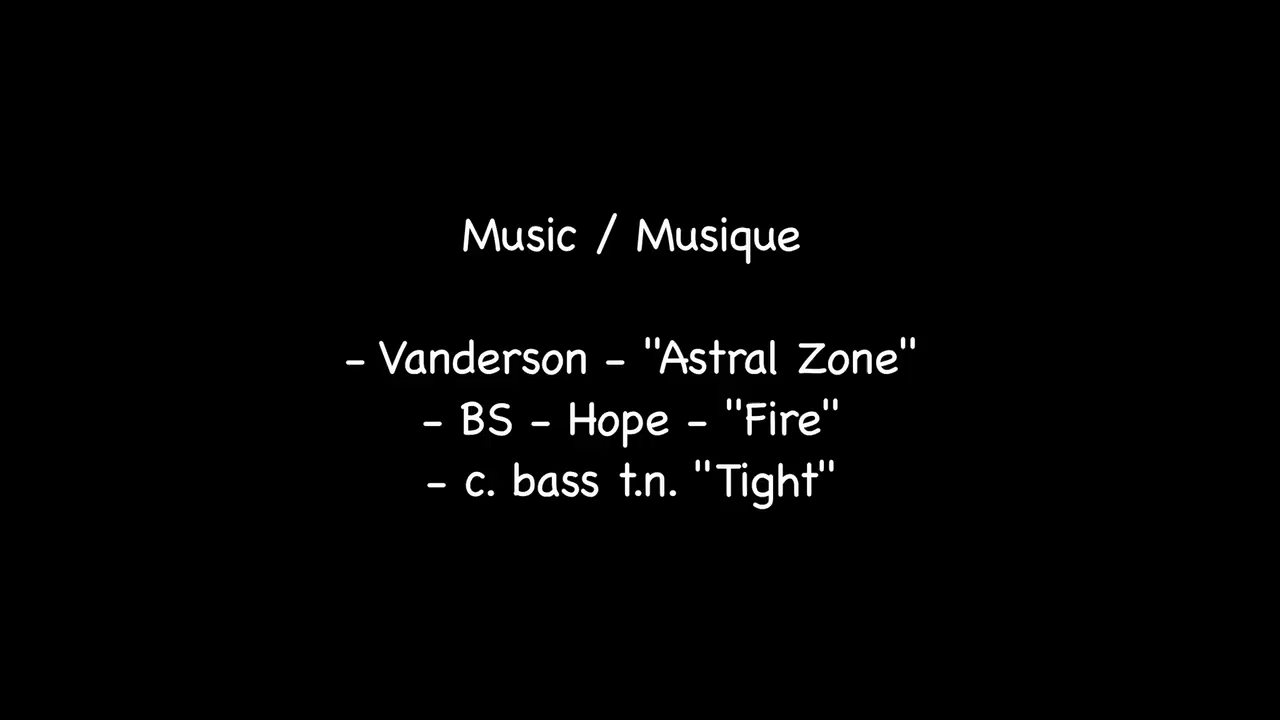 Music / Musique
- Vanderson - "Astral Zone"
- BS - Hope - "Fire"
- c. bass t.n. "Tight"